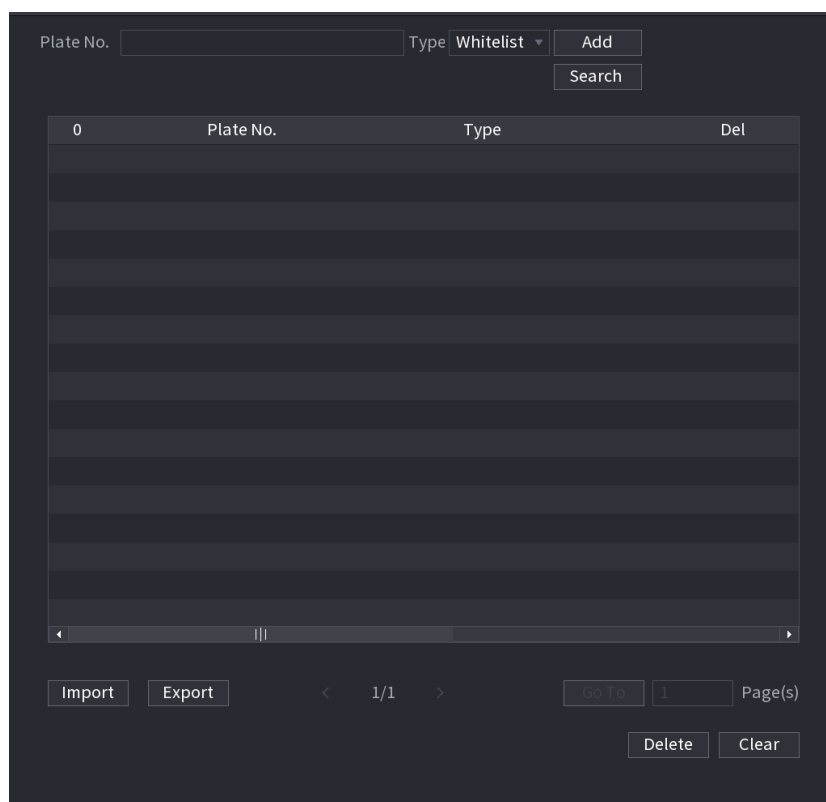 Plate No. Type Whitelist Add
Search
0 Plate No. Type Del
Import Export < 1/1 > Go To 1 Page(s)
Delete Clear